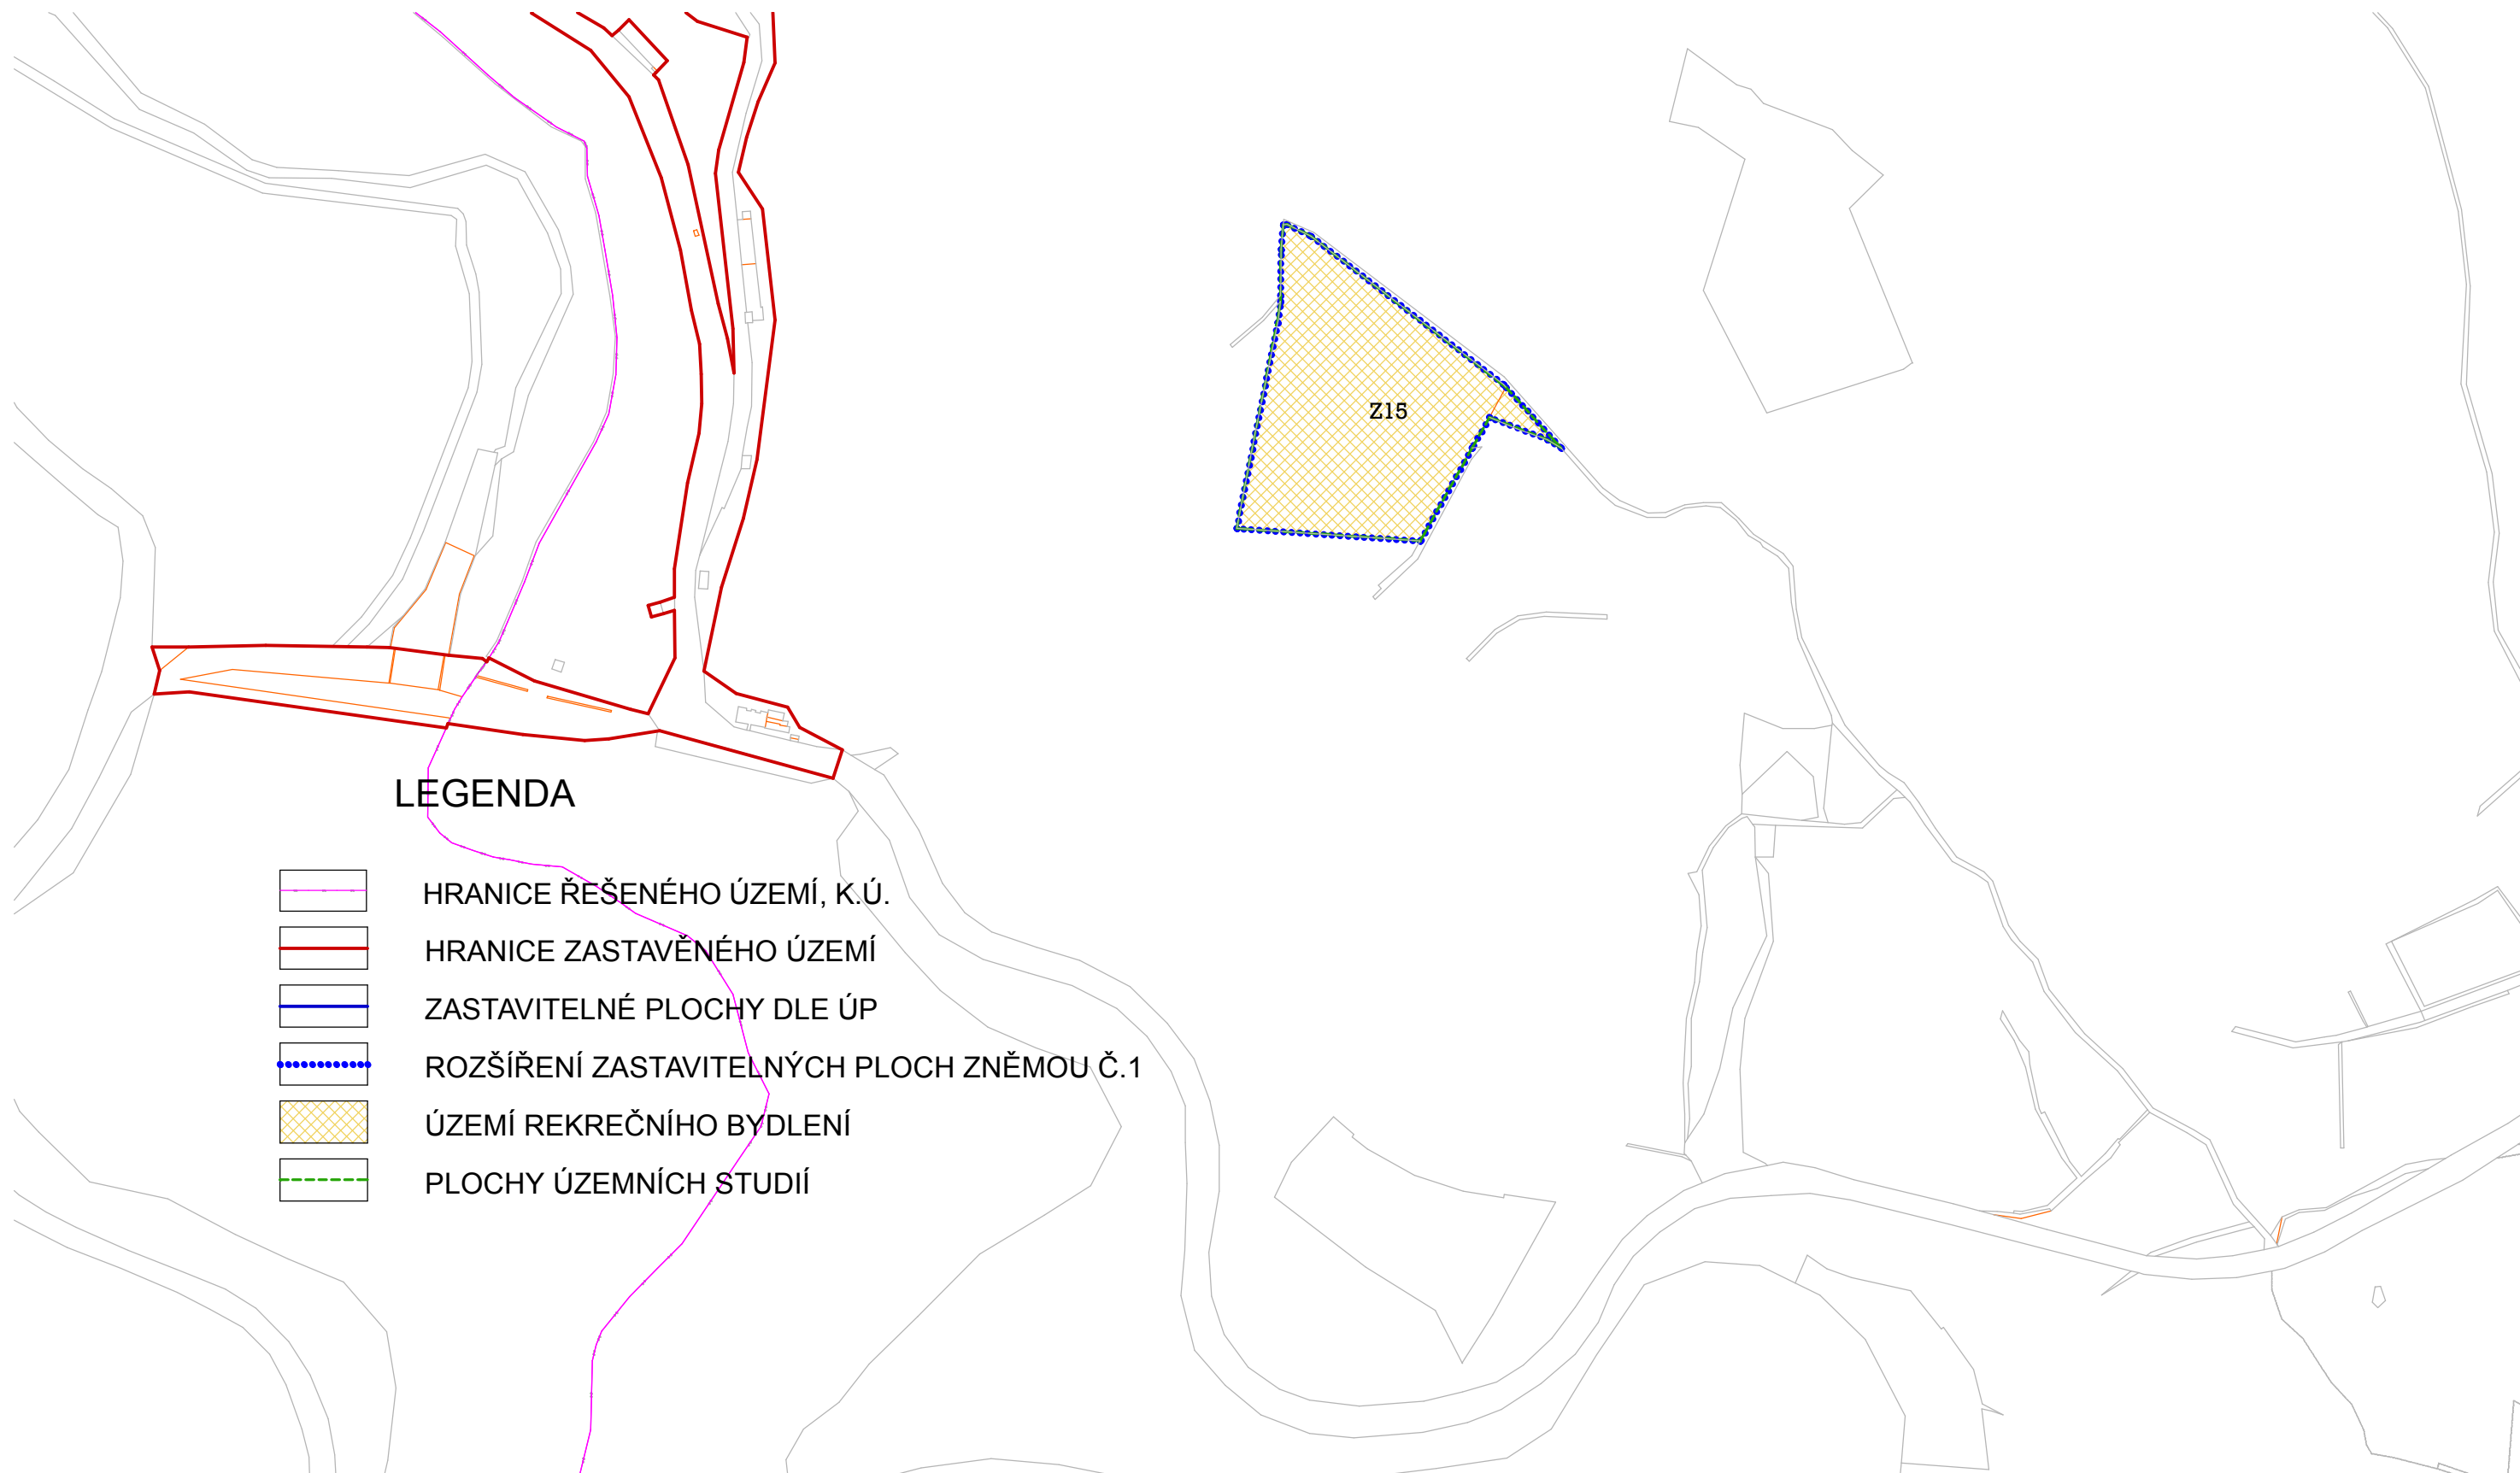 Z15
LEGENDA
HRANICE ŘEŠENÉHO ÚZEMÍ, K.Ú.
HRANICE ZASTAVĚNÉHO ÚZEMÍ
ZASTAVITELNÉ PLOCHY DLE ÚP
ROZŠÍŘENÍ ZASTAVITELNÝCH PLOCH ZNĚMOU Č.1
ÚZEMÍ REKREČNÍHO BYDLENÍ
PLOCHY ÚZEMNÍCH STUDIÍ